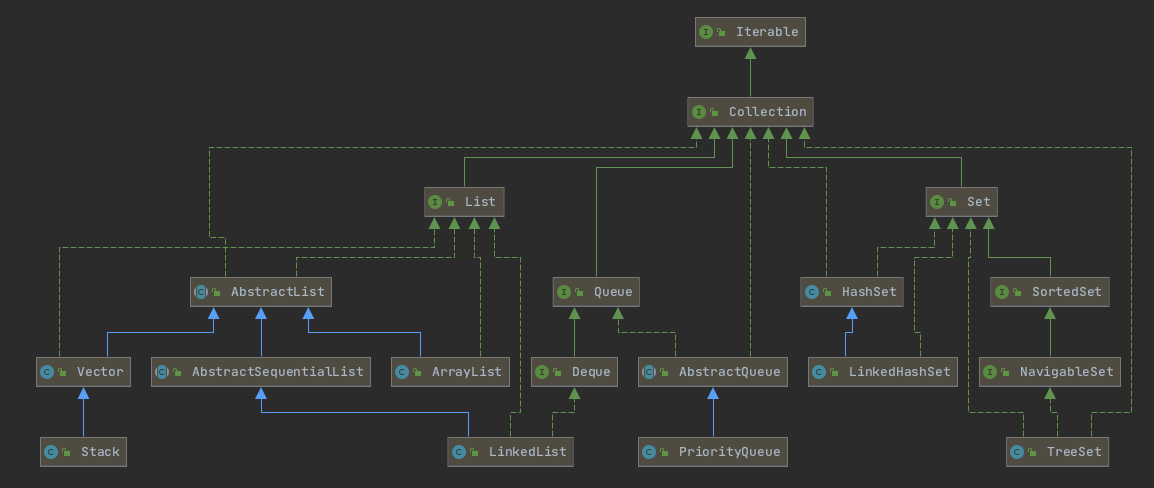 I Iterable
I Collection
I List
I Set
C AbstractList
I Queue
C HashSet
I SortedSet
C Vector
C AbstractSequentialList
C ArrayList
I Deque
C AbstractQueue
C LinkedHashSet
I NavigableSet
C Stack
C LinkedList
C PriorityQueue
C TreeSet